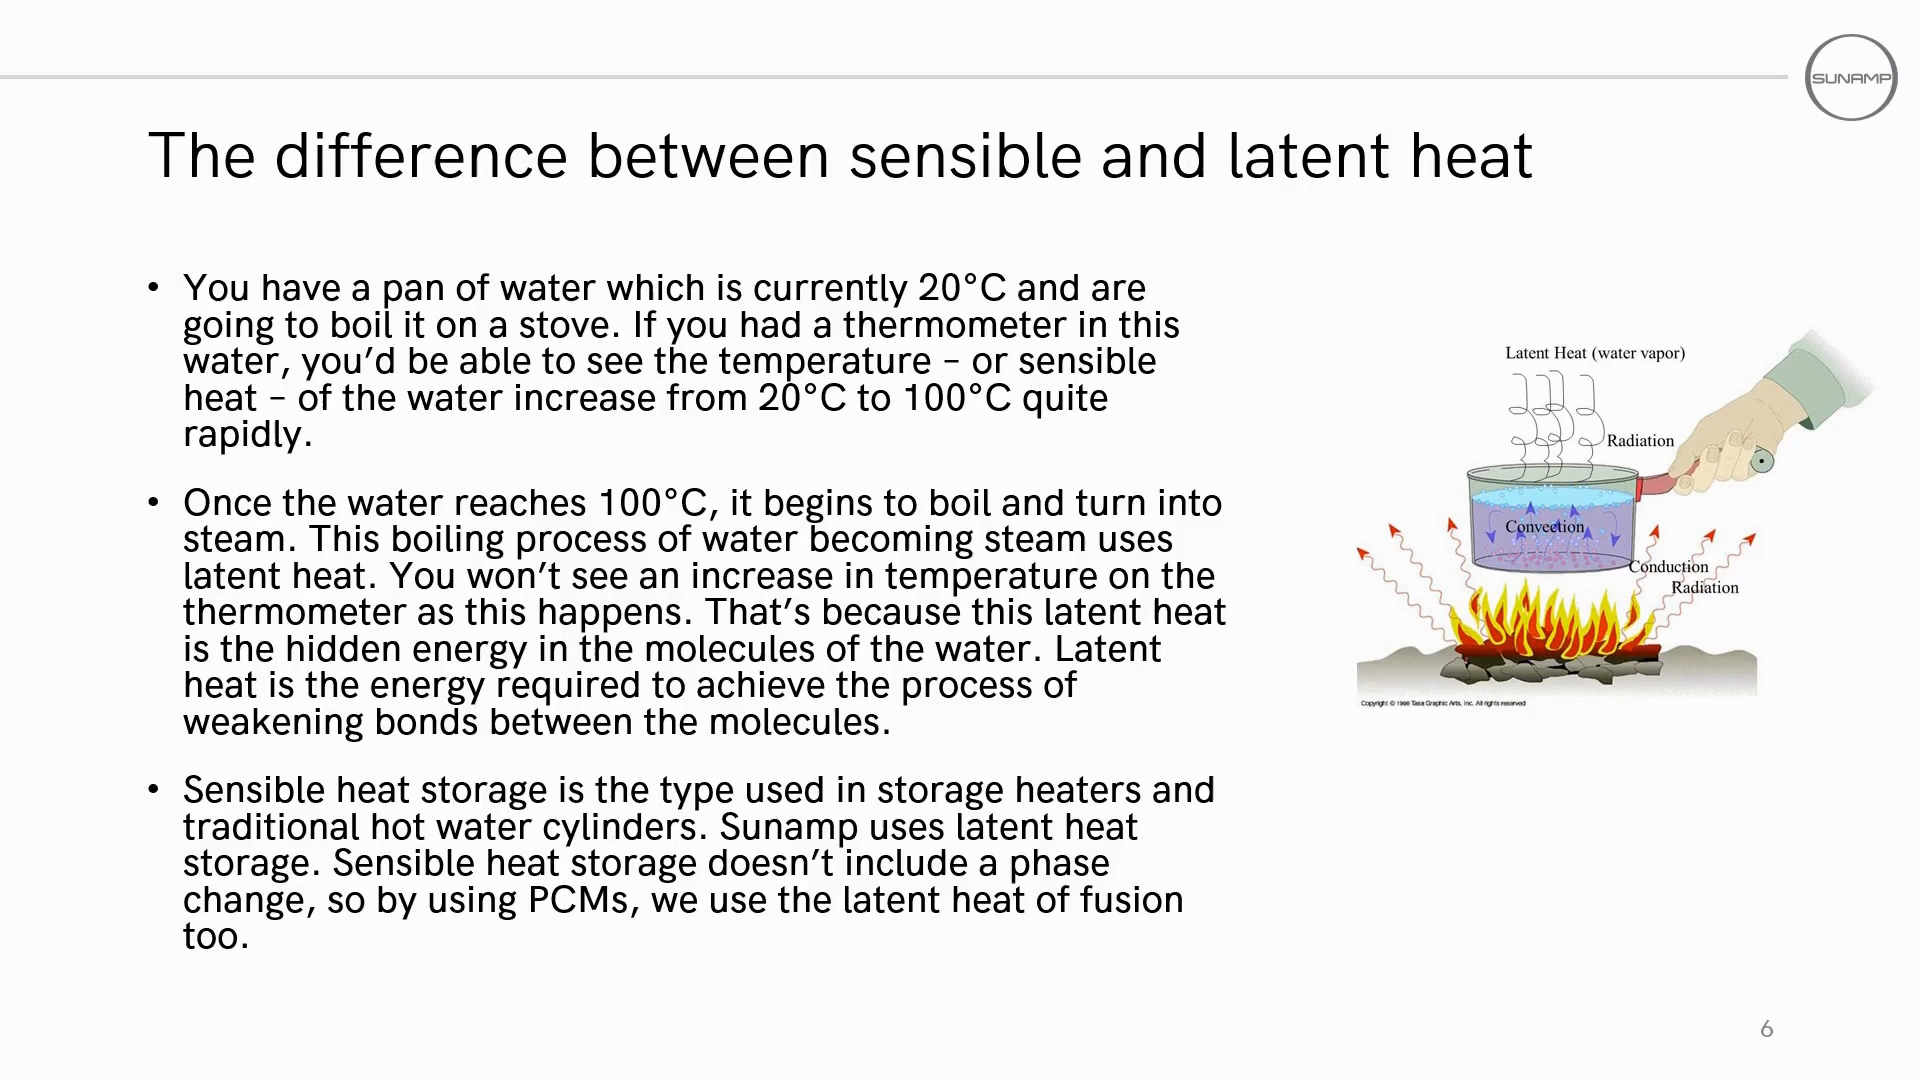 SUNAMP
The difference between sensible and latent heat
• You have a pan of water which is currently 20°C and are
going to boil it on a stove. If you had a thermometer in this
water, you’d be able to see the temperature – or sensible
heat – of the water increase from 20°C to 100°C quite
rapidly.
• Once the water reaches 100°C, it begins to boil and turn into
steam. This boiling process of water becoming steam uses
latent heat. You won’t see an increase in temperature on the
thermometer as this happens. That’s because this latent heat
is the hidden energy in the molecules of the water. Latent
heat is the energy required to achieve the process of
weakening bonds between the molecules.
• Sensible heat storage is the type used in storage heaters and
traditional hot water cylinders. Sunamp uses latent heat
storage. Sensible heat storage doesn’t include a phase
change, so by using PCMs, we use the latent heat of fusion
too.
Latent Heat (water vapor)
Radiation
Convection
Conduction
Radiation
Copyright © 1998 Tasa Graphic Arts, Inc. All rights reserved
6